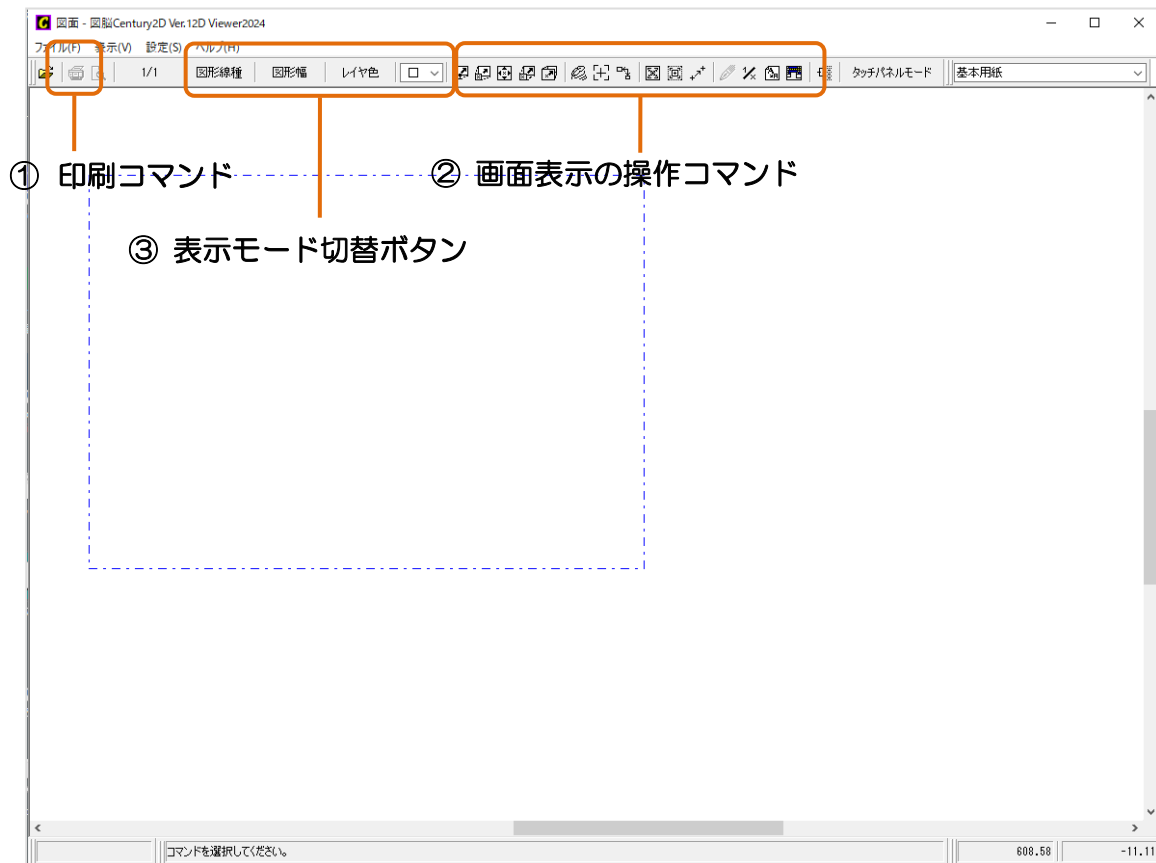 図面 - 図脳Century2D Ver.12D Viewer2024
ファイル(F) 表示(V) 設定(S) ヘルプ(H)
1/1 図形線種 図形幅 レイヤ色 タッチパネルモード 基本用紙
① 印刷コマンド ② 画面表示の操作コマンド
③ 表示モード切替ボタン
コマンドを選択してください。 608.58 -11.11